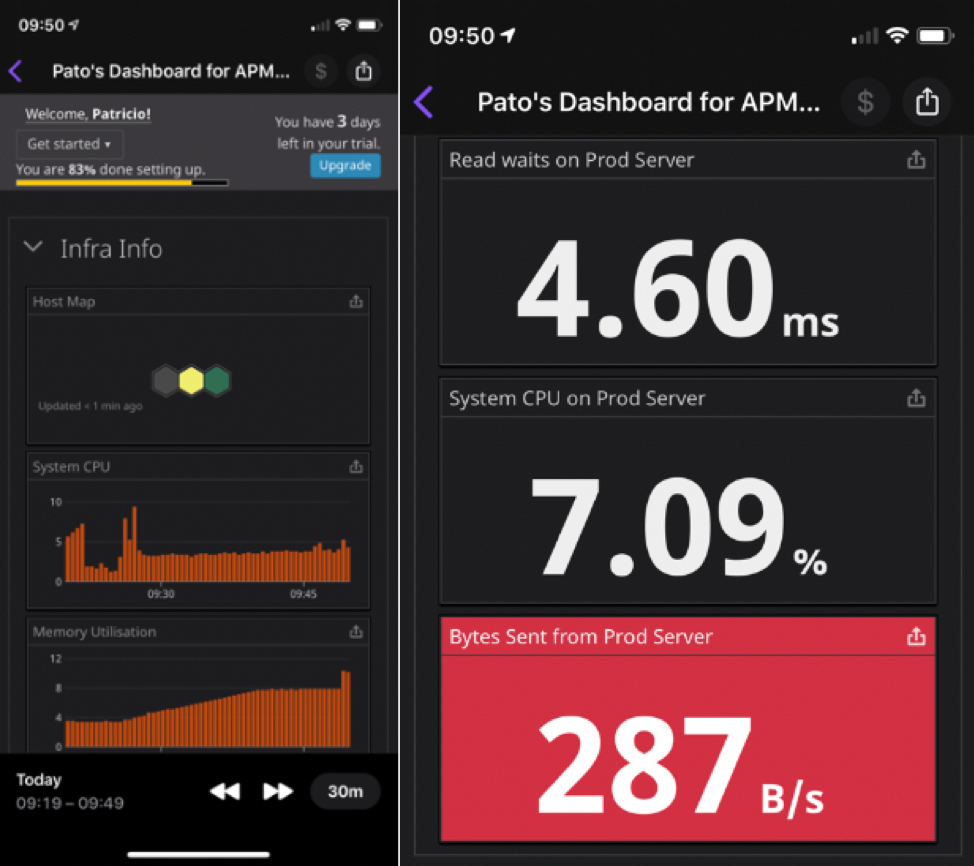 09:50
Pato's Dashboard for APM...
$
Welcome, Patricio!
Get started ▾
You are 83% done setting up.
You have 3 days
left in your trial.
Upgrade
Infra Info
Host Map
Updated < 1 min ago
System CPU
10
5
0
09:30
09:45
Memory Utilisation
12
8
4
0
Today
09:19 – 09:49
30m
09:50
Pato's Dashboard for APM...
$
Read waits on Prod Server
4.60 ms
System CPU on Prod Server
7.09 %
Bytes Sent from Prod Server
287 B/s